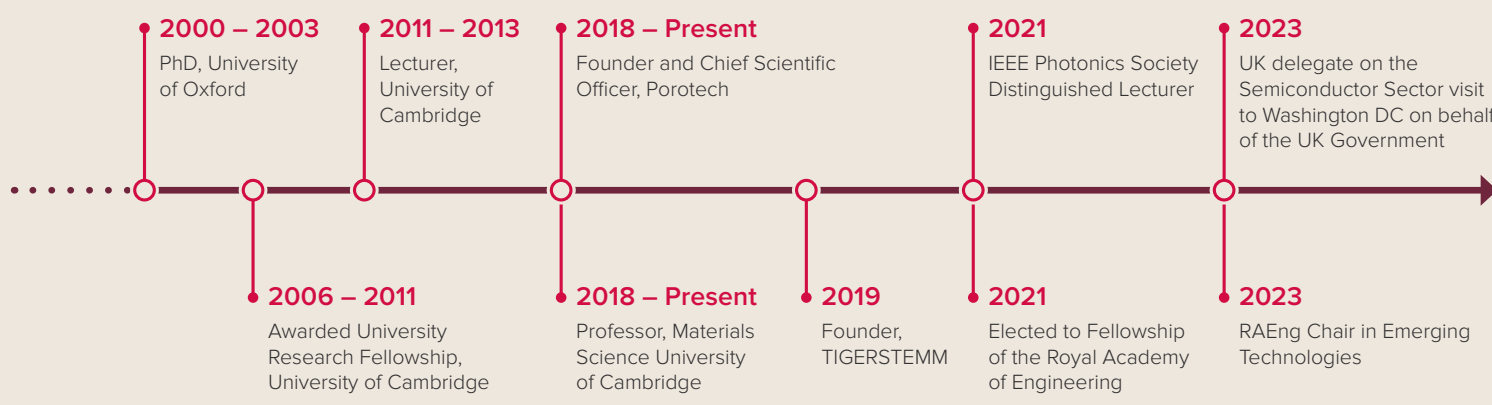 2000 – 2003
PhD, University
of Oxford
2011 – 2013
Lecturer,
University of
Cambridge
2018 – Present
Founder and Chief Scientific
Officer, Porotech
2021
IEEE Photonics Society
Distinguished Lecturer
2023
UK delegate on the
Semiconductor Sector visit
to Washington DC on behalf
of the UK Government
2006 – 2011
Awarded University
Research Fellowship,
University of Cambridge
2018 – Present
Professor, Materials
Science University
of Cambridge
2019
Founder,
TIGERSTEMM
2021
Elected to Fellowship
of the Royal Academy
of Engineering
2023
RAEng Chair in Emerging
Technologies